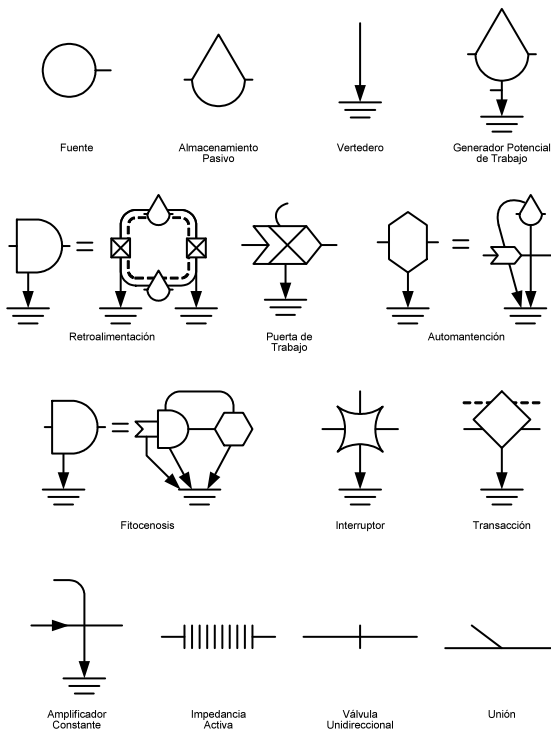 Fuente
Almacenamiento
Pasivo
Vertedero
Generador Potencial
de Trabajo
Retroalimentación
Puerta de
Trabajo
Automantención
Fitocenosis
Interruptor
Transacción
Amplificador
Constante
Impedancia
Activa
Válvula
Unidireccional
Unión